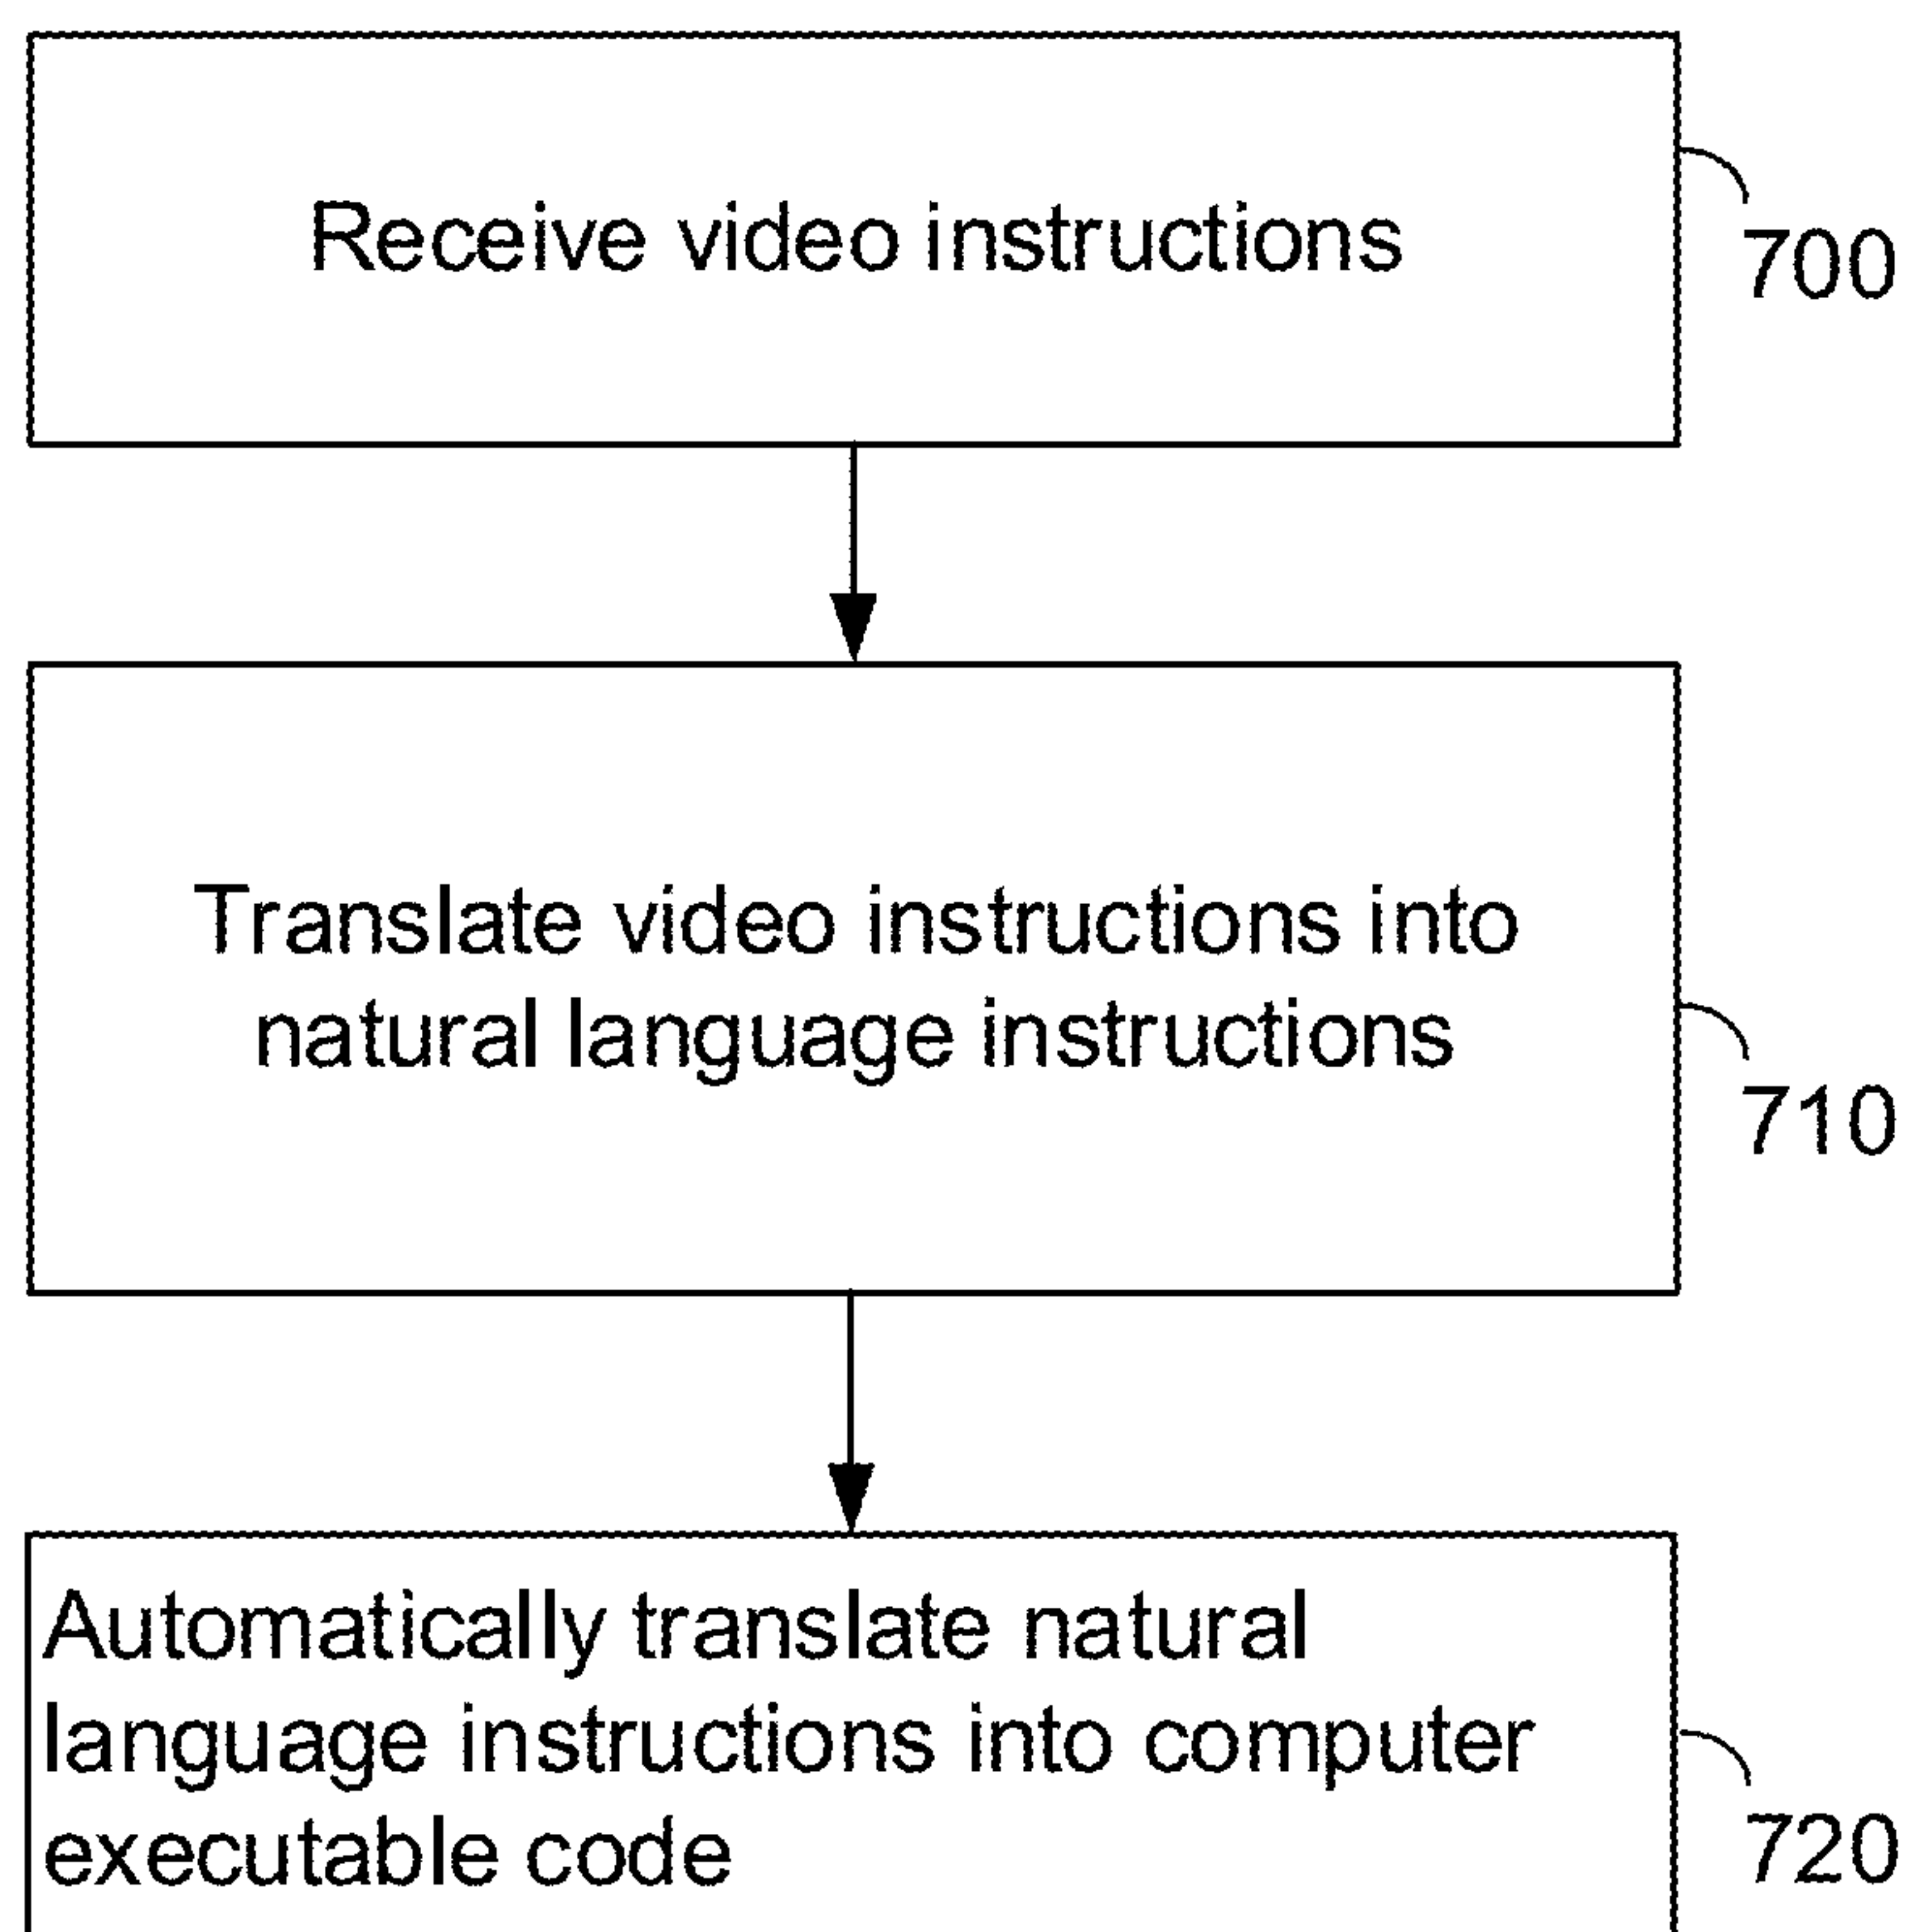 Receive video instructions
700
Translate video instructions into
natural language instructions
710
Automatically translate natural
language instructions into computer
executable code
720